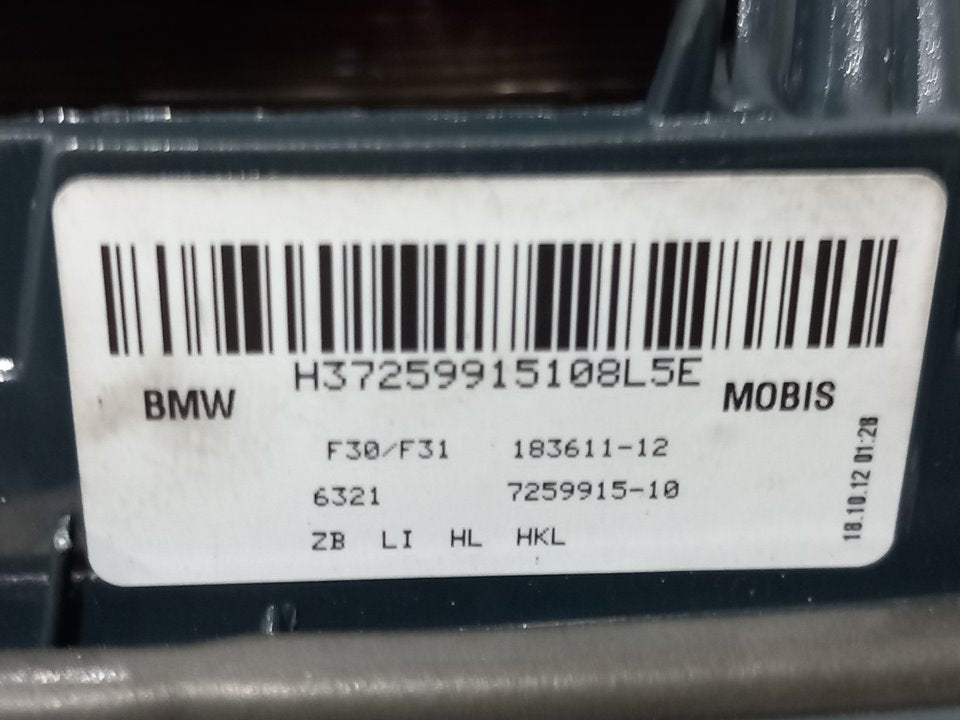 H37259915108L5E
BMW
MOBIS
F30/F31 183611-12
6321 7259915-10
ZB LI HL HKL
18.10.12 01:28